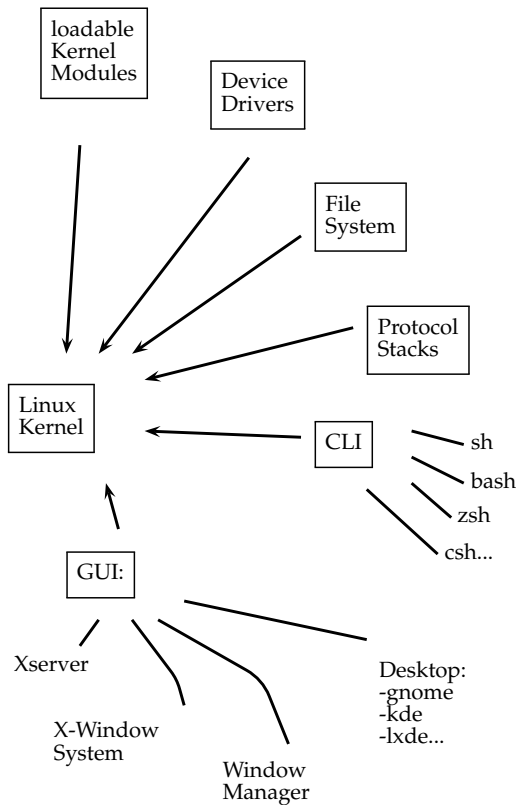 loadable
Kernel
Modules
Device
Drivers
File
System
Protocol
Stacks
Linux
Kernel
CLI
sh
bash
zsh
csh...
GUI:
Xserver
X-Window
System
Window
Manager
Desktop:
-gnome
-kde
-lxde...